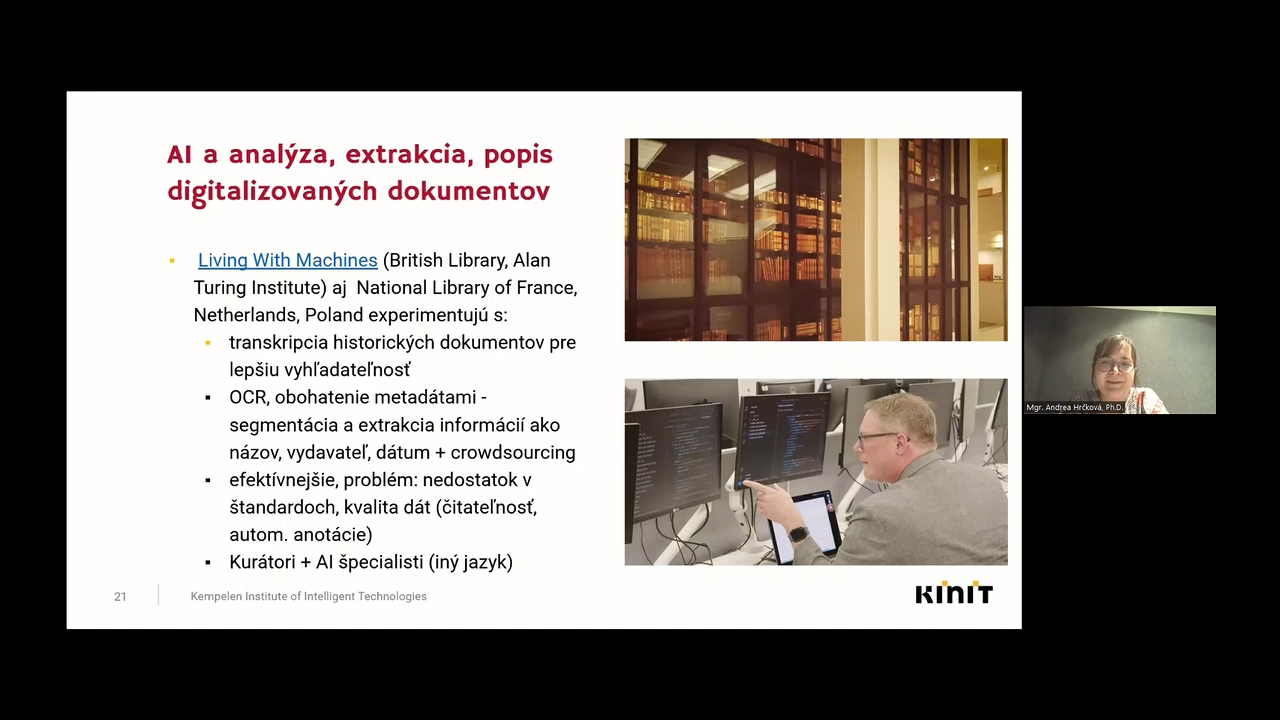 AI a analýza, extrakcia, popis
digitalizovaných dokumentov
▪ Living With Machines (British Library, Alan
Turing Institute) aj  National Library of France,
Netherlands, Poland experimentujú s:
▪ transkripcia historických dokumentov pre
lepšiu vyhľadateľnosť
▪ OCR, obohatenie metadátami -
segmentácia a extrakcia informácií ako
názov, vydavateľ, dátum + crowdsourcing
▪ efektívnejšie, problém: nedostatok v
štandardoch, kvalita dát (čitateľnosť,
autom. anotácie)
▪ Kurátori + AI špecialisti (iný jazyk)
21
Kempelen Institute of Intelligent Technologies
KInIT
Mgr. Andrea Hrčková, Ph.D.